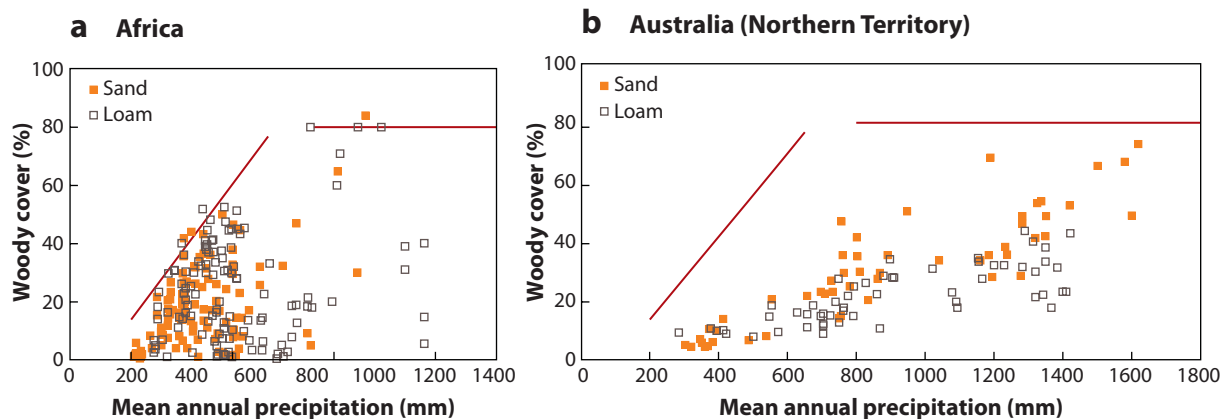 a Africa
Woody cover (%)
100
80
60
40
20
0
Sand
Loam
0 200 400 600 800 1000 1200 1400
Mean annual precipitation (mm)
b Australia (Northern Territory)
Woody cover (%)
100
80
60
40
20
0
Sand
Loam
0 200 400 600 800 1000 1200 1400 1600 1800
Mean annual precipitation (mm)